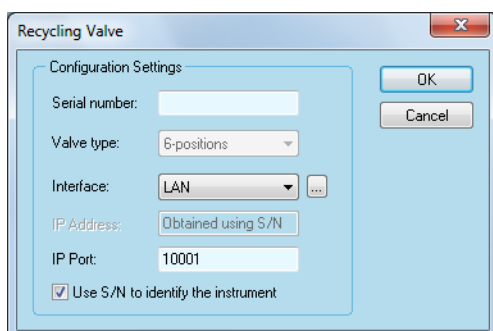 Recycling Valve
Configuration Settings
OK
Serial number:
Cancel
Valve type: 6-positions
Interface: LAN ...
IP Address: Obtained using S/N
IP Port: 10001
Use S/N to identify the instrument